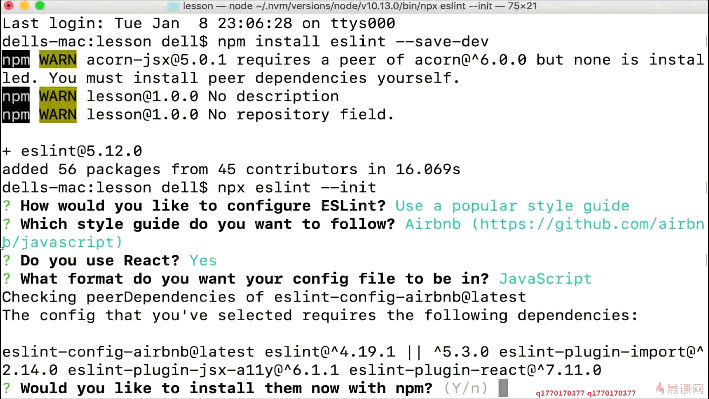 lesson — node ~/.nvm/versions/node/v10.13.0/bin/npx eslint --init — 75×21
Last login: Tue Jan  8 23:06:28 on ttys000
dells-mac:lesson dell$ npm install eslint --save-dev
npm WARN acorn-jsx@5.0.1 requires a peer of acorn@^6.0.0 but none is instal
led. You must install peer dependencies yourself.
npm WARN lesson@1.0.0 No description
npm WARN lesson@1.0.0 No repository field.
+ eslint@5.12.0
added 56 packages from 45 contributors in 16.069s
dells-mac:lesson dell$ npx eslint --init
? How would you like to configure ESLint? Use a popular style guide
? Which style guide do you want to follow? Airbnb (https://github.com/airbn
b/javascript)
? Do you use React? Yes
? What format do you want your config file to be in? JavaScript
Checking peerDependencies of eslint-config-airbnb@latest
The config that you've selected requires the following dependencies:
eslint-config-airbnb@latest eslint@^4.19.1 || ^5.3.0 eslint-plugin-import@^
2.14.0 eslint-plugin-jsx-a11y@^6.1.1 eslint-plugin-react@^7.11.0
? Would you like to install them now with npm? (Y/n)
q1770170377 q1770170377
慕课网